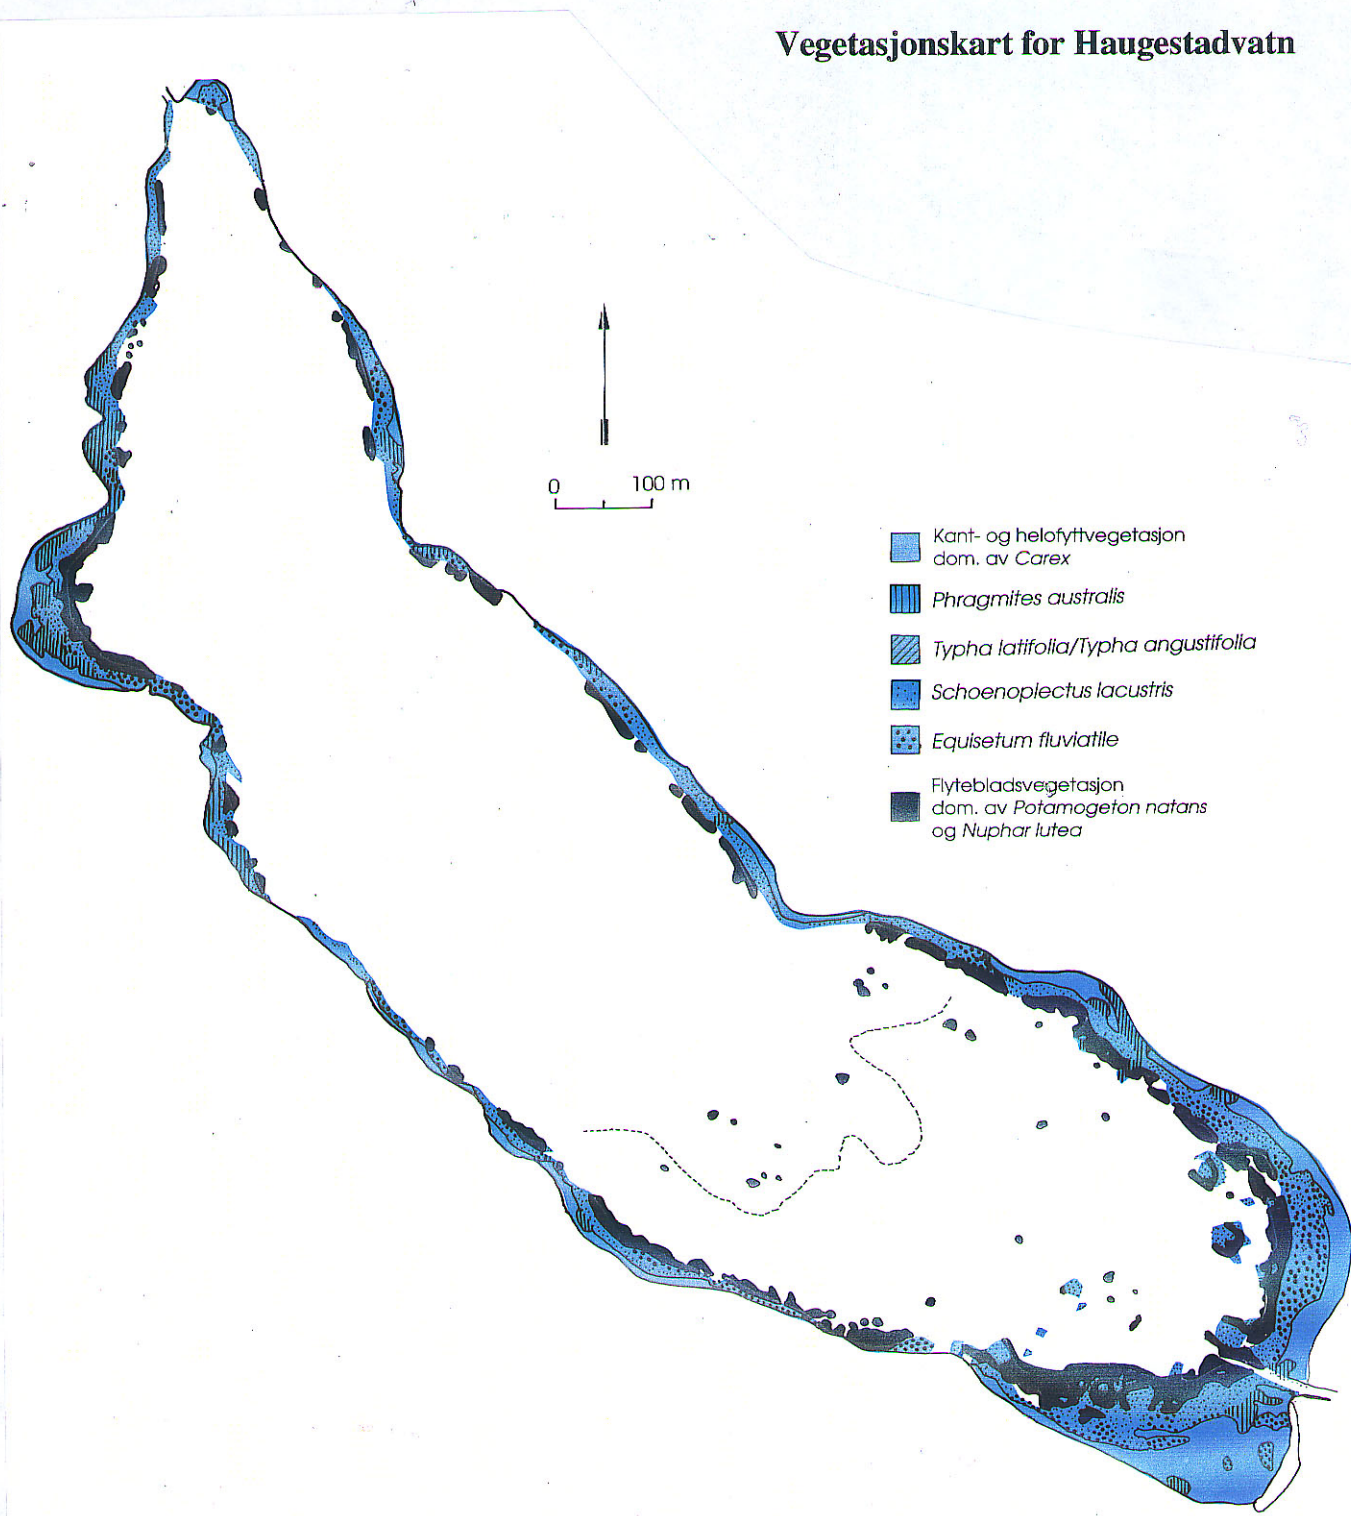 Vegetasjonskart for Haugestadvatn
0 100 m
Kant- og helofyttvegetasjon
dom. av Carex
Phragmites australis
Typha latifolia/Typha angustifolia
Schoenoplectus lacustris
Equisetum fluviatile
Flytebladsvegetasjon
dom. av Potamogeton natans
og Nuphar lutea